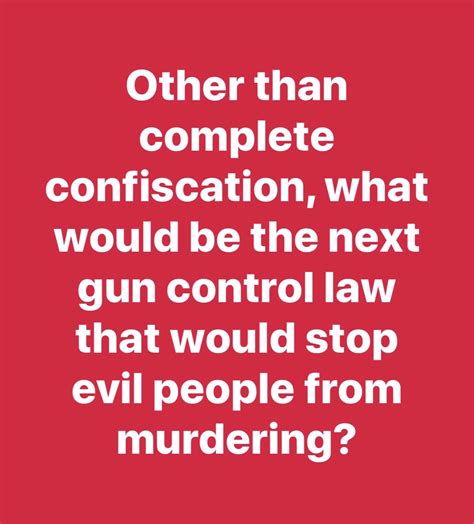 Other than
complete
confiscation, what
would be the next
gun control law
that would stop
evil people from
murdering?